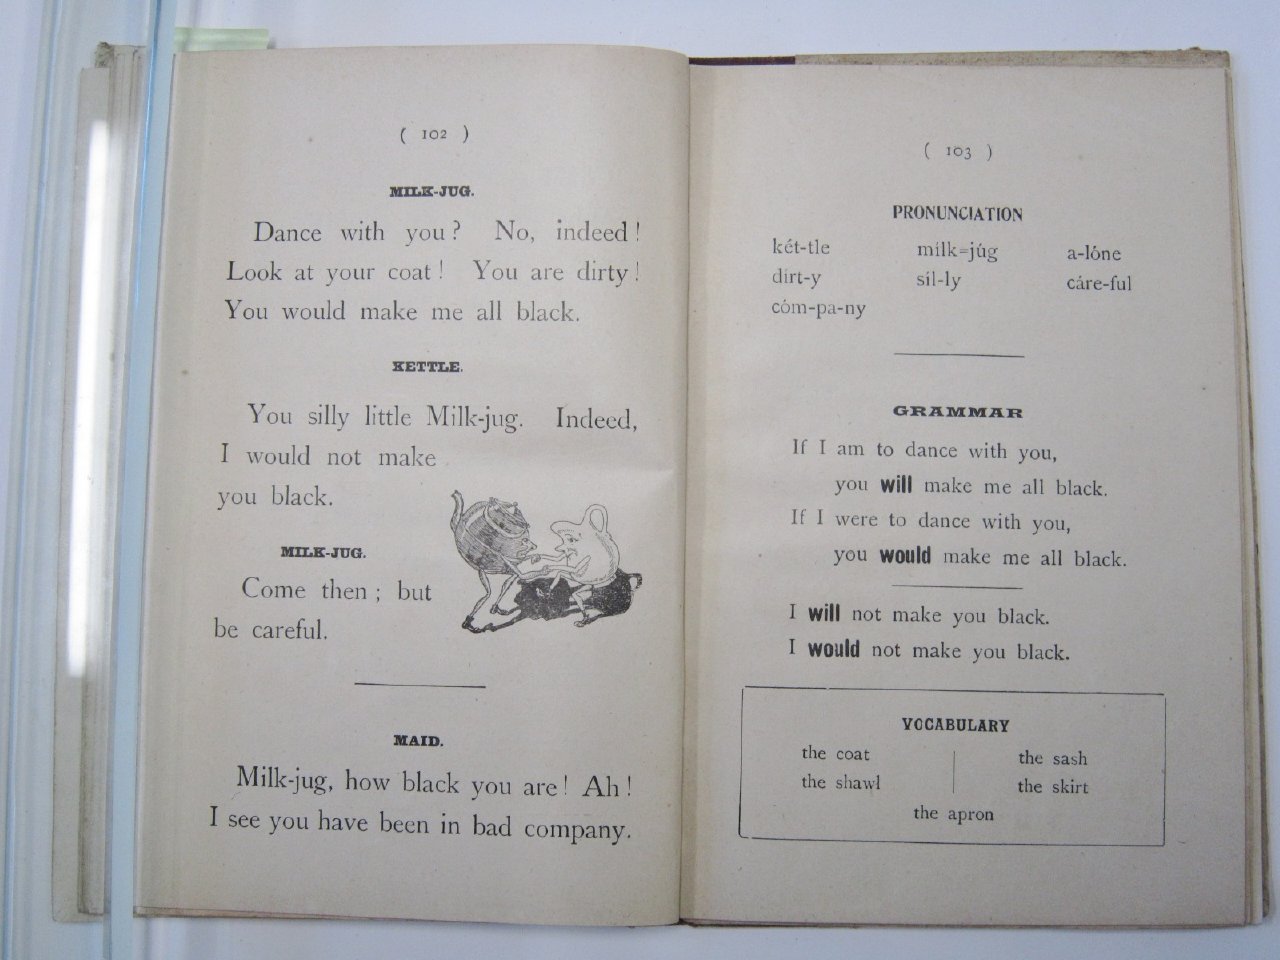 ( 102 )
MILK-JUG.
Dance with you? No, indeed!
Look at your coat! You are dirty!
You would make me all black.
KETTLE.
You silly little Milk-jug. Indeed,
I would not make
you black.
MILK-JUG.
Come then; but
be careful.
MAID.
Milk-jug, how black you are! Ah!
I see you have been in bad company.
( 103 )
PRONUNCIATION
két-tle milk=júg a-lóne
dirt-y sil-ly cáre-ful
cóm-pa-ny
GRAMMAR
If I am to dance with you,
you will make me all black.
If I were to dance with you,
you would make me all black.
I will not make you black.
I would not make you black.
VOCABULARY
the coat the sash
the shawl the skirt
the apron